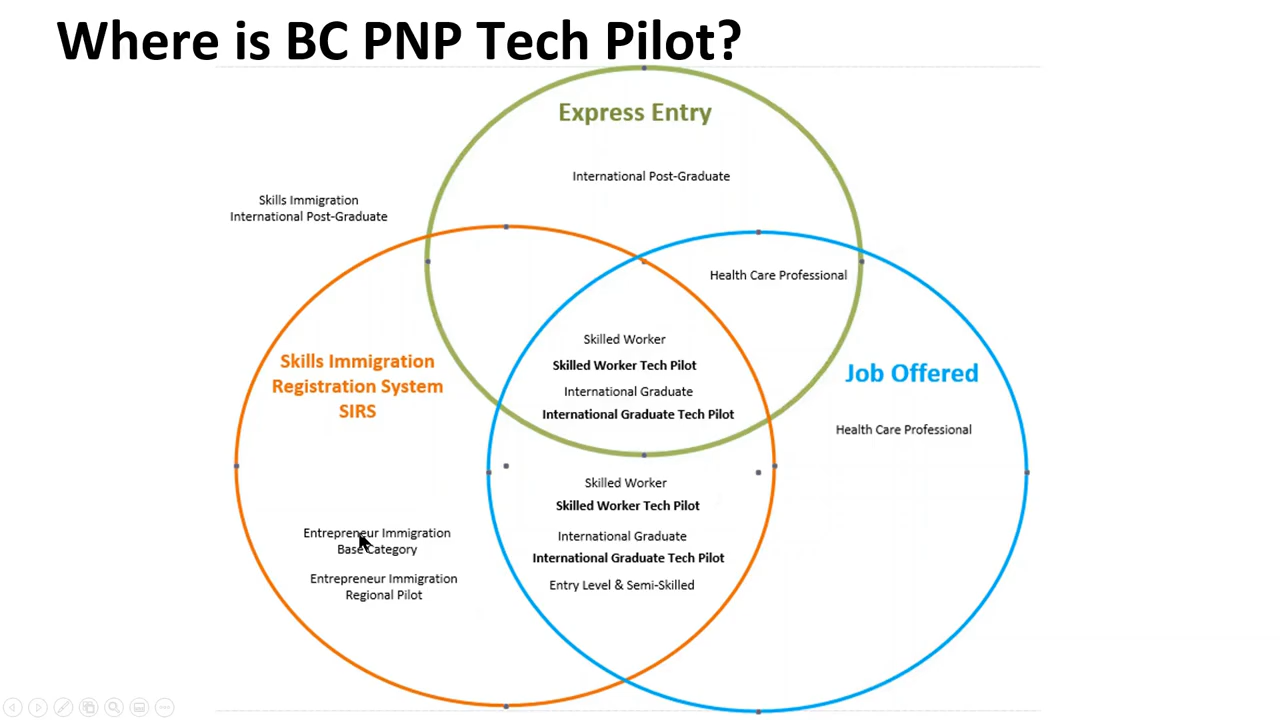 Where is BC PNP Tech Pilot?
Express Entry
International Post-Graduate
Skills Immigration
International Post-Graduate
Health Care Professional
Skilled Worker
Skilled Worker Tech Pilot
International Graduate
International Graduate Tech Pilot
Skills Immigration
Registration System
SIRS
Job Offered
Health Care Professional
Skilled Worker
Skilled Worker Tech Pilot
International Graduate
International Graduate Tech Pilot
Entry Level & Semi-Skilled
Entrepreneur Immigration
Base Category
Entrepreneur Immigration
Regional Pilot